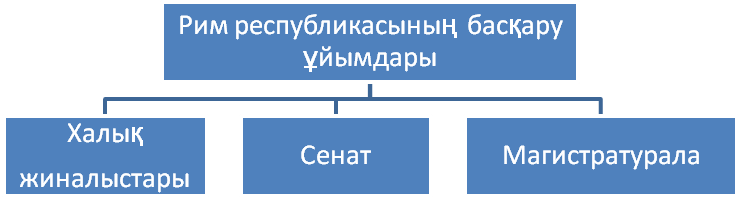 Рим республикасының басқару
ұйымдары
Халық
жиналыстары
Сенат
Магистратурала